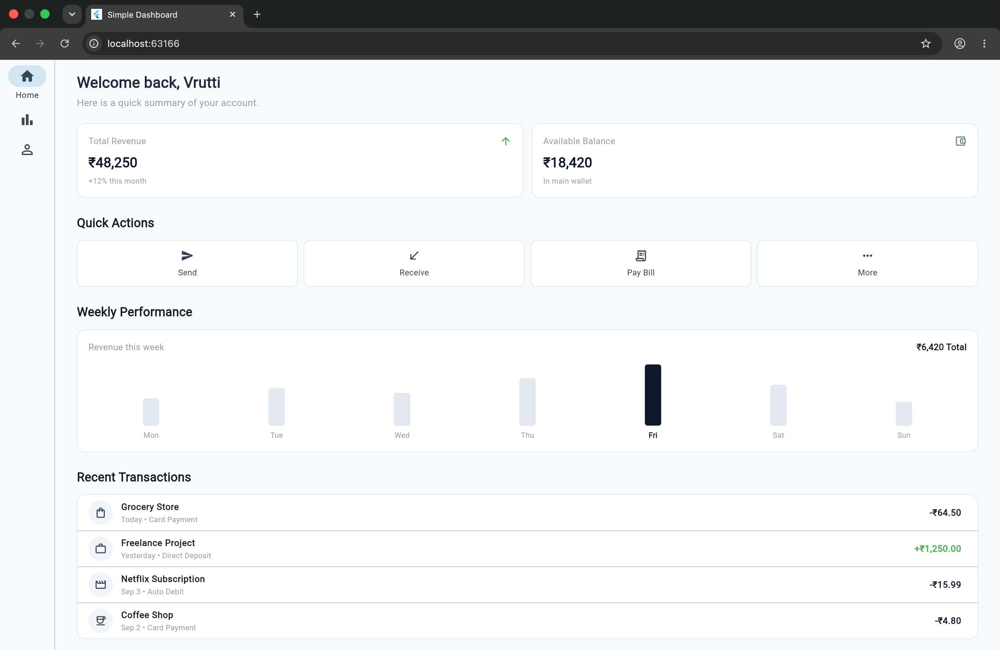 Simple Dashboard
localhost:63166
Home
Welcome back, Vrutti
Here is a quick summary of your account.
Total Revenue
₹48,250
+12% this month
Available Balance
₹18,420
In main wallet
Quick Actions
Send
Receive
Pay Bill
More
Weekly Performance
Revenue this week
₹6,420 Total
Mon
Tue
Wed
Thu
Fri
Sat
Sun
Recent Transactions
Grocery Store
Today • Card Payment
-₹64.50
Freelance Project
Yesterday • Direct Deposit
+₹1,250.00
Netflix Subscription
Sep 3 • Auto Debit
-₹15.99
Coffee Shop
Sep 2 • Card Payment
-₹4.80